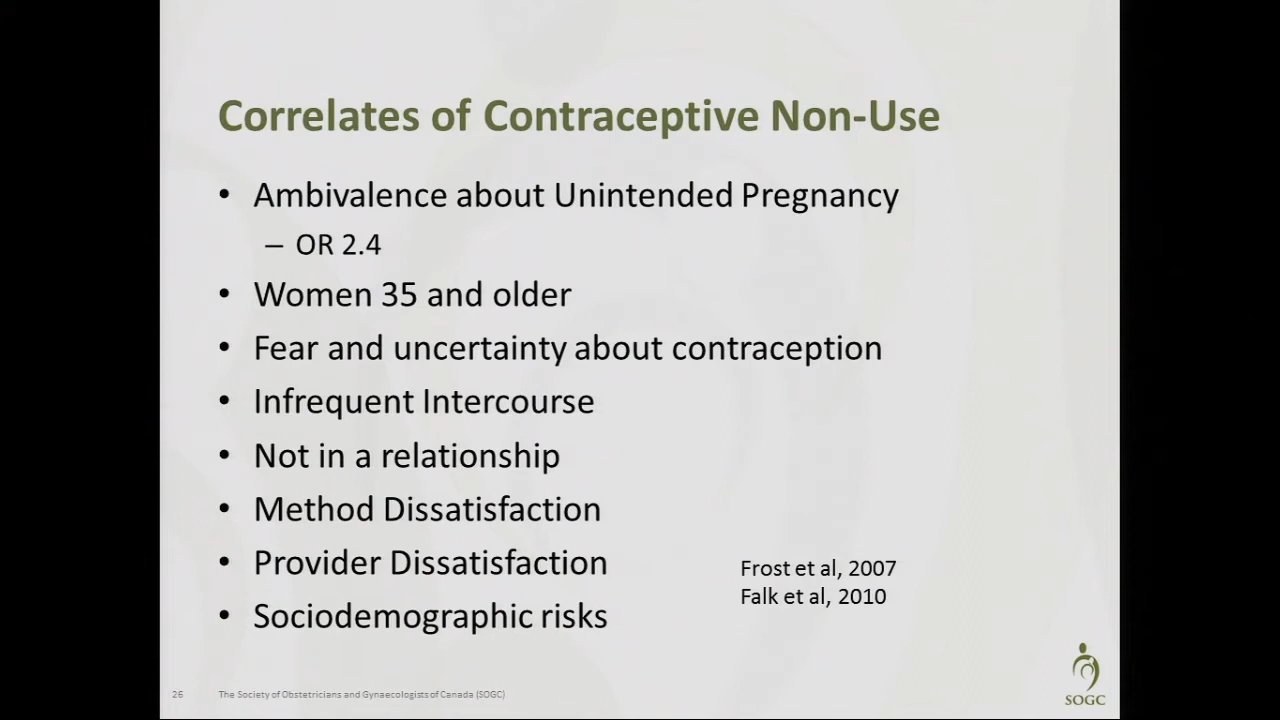 Correlates of Contraceptive Non-Use
• Ambivalence about Unintended Pregnancy
– OR 2.4
• Women 35 and older
• Fear and uncertainty about contraception
• Infrequent Intercourse
• Not in a relationship
• Method Dissatisfaction
• Provider Dissatisfaction
• Sociodemographic risks
Frost et al, 2007
Falk et al, 2010
26 The Society of Obstetricians and Gynaecologists of Canada (SOGC)
SOGC